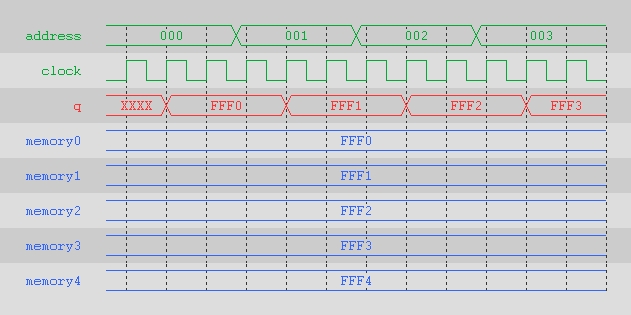 address 000 001 002 003
clock
q XXXX FFF0 FFF1 FFF2 FFF3
memory0 FFF0
memory1 FFF1
memory2 FFF2
memory3 FFF3
memory4 FFF4